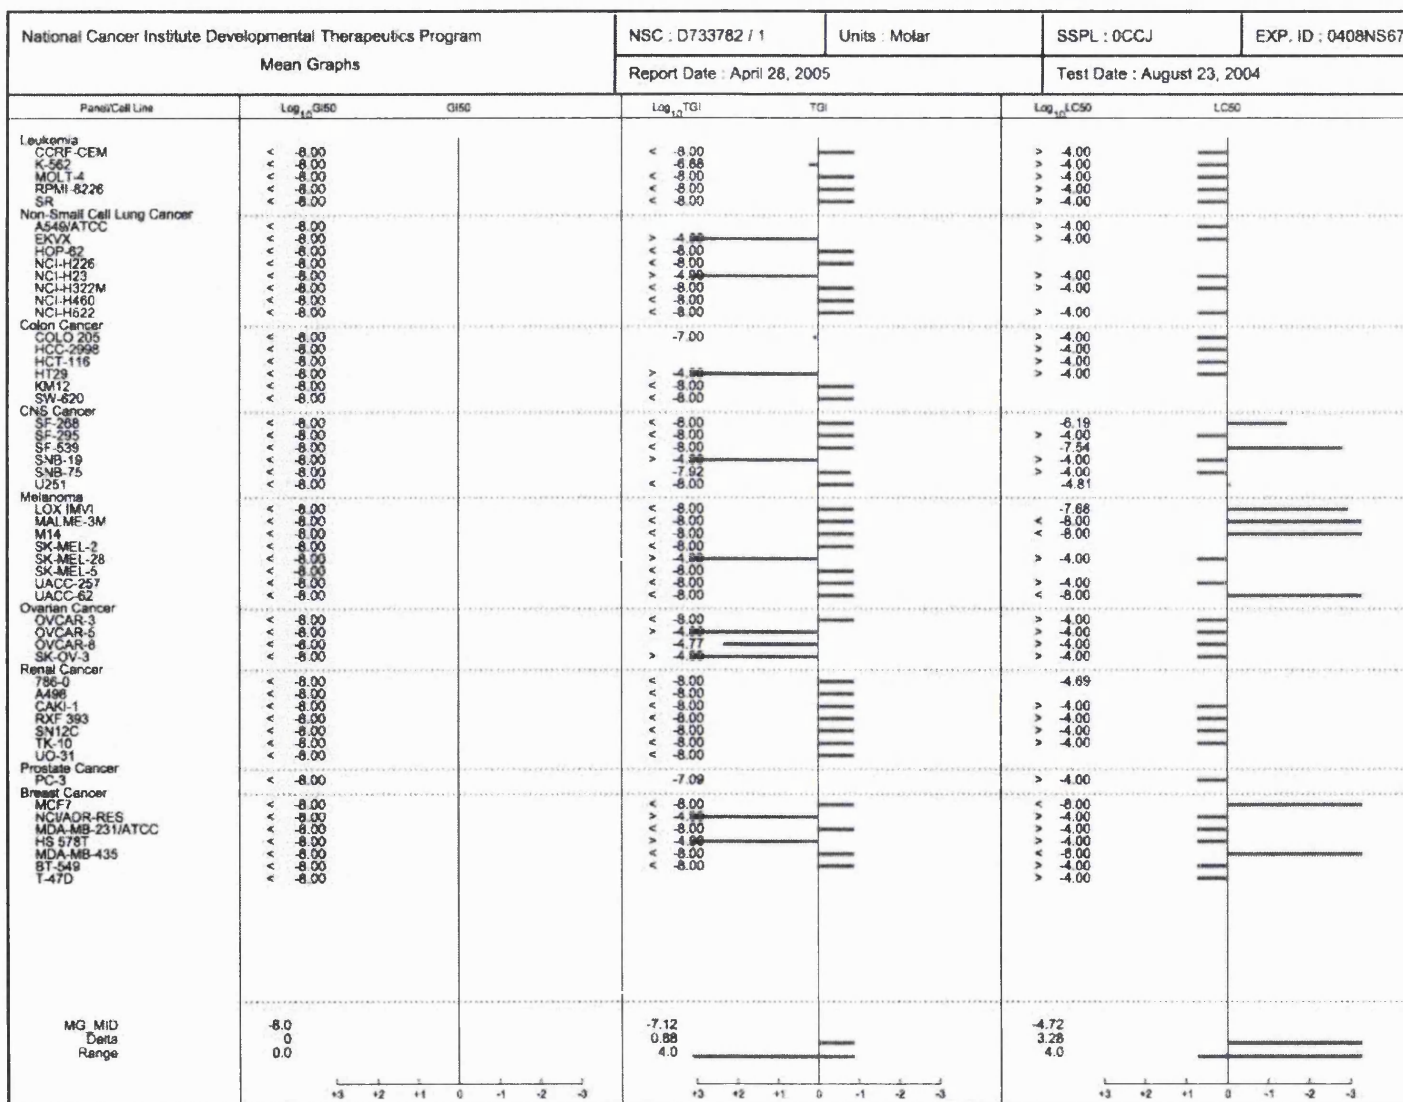 National Cancer Institute Developmental Therapeutics Program
Mean Graphs
NSC : D733782 / 1 Units : Molar SSPL : 0CCJ EXP. ID : 0408NS67
Report Date : April 28, 2005 Test Date : August 23, 2004
Panel/Cell Line Log10GI50 GI50 Log10TGI TGI Log10LC50 LC50
Leukemia
CCRF-CEM < -8.00 < -8.00 > -4.00
K-562 < -8.00 -6.88 > -4.00
MOLT-4 < -8.00 < -8.00 > -4.00
RPMI-8226 < -8.00 < -8.00 > -4.00
SR < -8.00 < -8.00 > -4.00
Non-Small Cell Lung Cancer
A549/ATCC < -8.00 > -4.00
EKVX < -8.00 > -4.00 > -4.00
HOP-62 < -8.00 < -8.00
NCI-H226 < -8.00 < -8.00
NCI-H23 < -8.00 > -4.00 > -4.00
NCI-H322M < -8.00 < -8.00 > -4.00
NCI-H460 < -8.00 < -8.00
NCI-H522 < -8.00 < -8.00 > -4.00
Colon Cancer
COLO 205 < -8.00 -7.00 > -4.00
HCC-2998 < -8.00 > -4.00
HCT-116 < -8.00 > -4.00
HT29 < -8.00 > -4.00 > -4.00
KM12 < -8.00 < -8.00
SW-620 < -8.00 < -8.00
CNS Cancer
SF-268 < -8.00 < -8.00 -6.19
SF-295 < -8.00 < -8.00 > -4.00
SF-539 < -8.00 < -8.00 -7.54
SNB-19 < -8.00 > -4.00 > -4.00
SNB-75 < -8.00 -7.92 > -4.00
U251 < -8.00 < -8.00 -4.81
Melanoma
LOX IMVI < -8.00 < -8.00 -7.68
MALME-3M < -8.00 < -8.00 < -8.00
M14 < -8.00 < -8.00 < -8.00
SK-MEL-2 < -8.00 < -8.00
SK-MEL-28 < -8.00 > -4.00 > -4.00
SK-MEL-5 < -8.00 < -8.00
UACC-257 < -8.00 < -8.00 > -4.00
UACC-62 < -8.00 < -8.00 < -8.00
Ovarian Cancer
OVCAR-3 < -8.00 < -8.00 > -4.00
OVCAR-5 < -8.00 > -4.00 > -4.00
OVCAR-8 < -8.00 -4.77 > -4.00
SK-OV-3 < -8.00 > -4.00 > -4.00
Renal Cancer
786-0 < -8.00 < -8.00 -4.69
A498 < -8.00 < -8.00
CAKI-1 < -8.00 < -8.00 > -4.00
RXF 393 < -8.00 < -8.00 > -4.00
SN12C < -8.00 < -8.00 > -4.00
TK-10 < -8.00 < -8.00 > -4.00
UO-31 < -8.00 < -8.00
Prostate Cancer
PC-3 < -8.00 -7.09 > -4.00
Breast Cancer
MCF7 < -8.00 < -8.00 < -8.00
NCI/ADR-RES < -8.00 > -4.00 > -4.00
MDA-MB-231/ATCC < -8.00 < -8.00 > -4.00
HS 578T < -8.00 > -4.00 > -4.00
MDA-MB-435 < -8.00 < -8.00 < -8.00
BT-549 < -8.00 < -8.00 > -4.00
T-47D < -8.00 > -4.00
MG_MID -8.0 -7.12 -4.72
Delta 0 0.88 3.28
Range 0.0 4.0 4.0
+3 +2 +1 0 -1 -2 -3 +3 +2 +1 0 -1 -2 -3 +3 +2 +1 0 -1 -2 -3